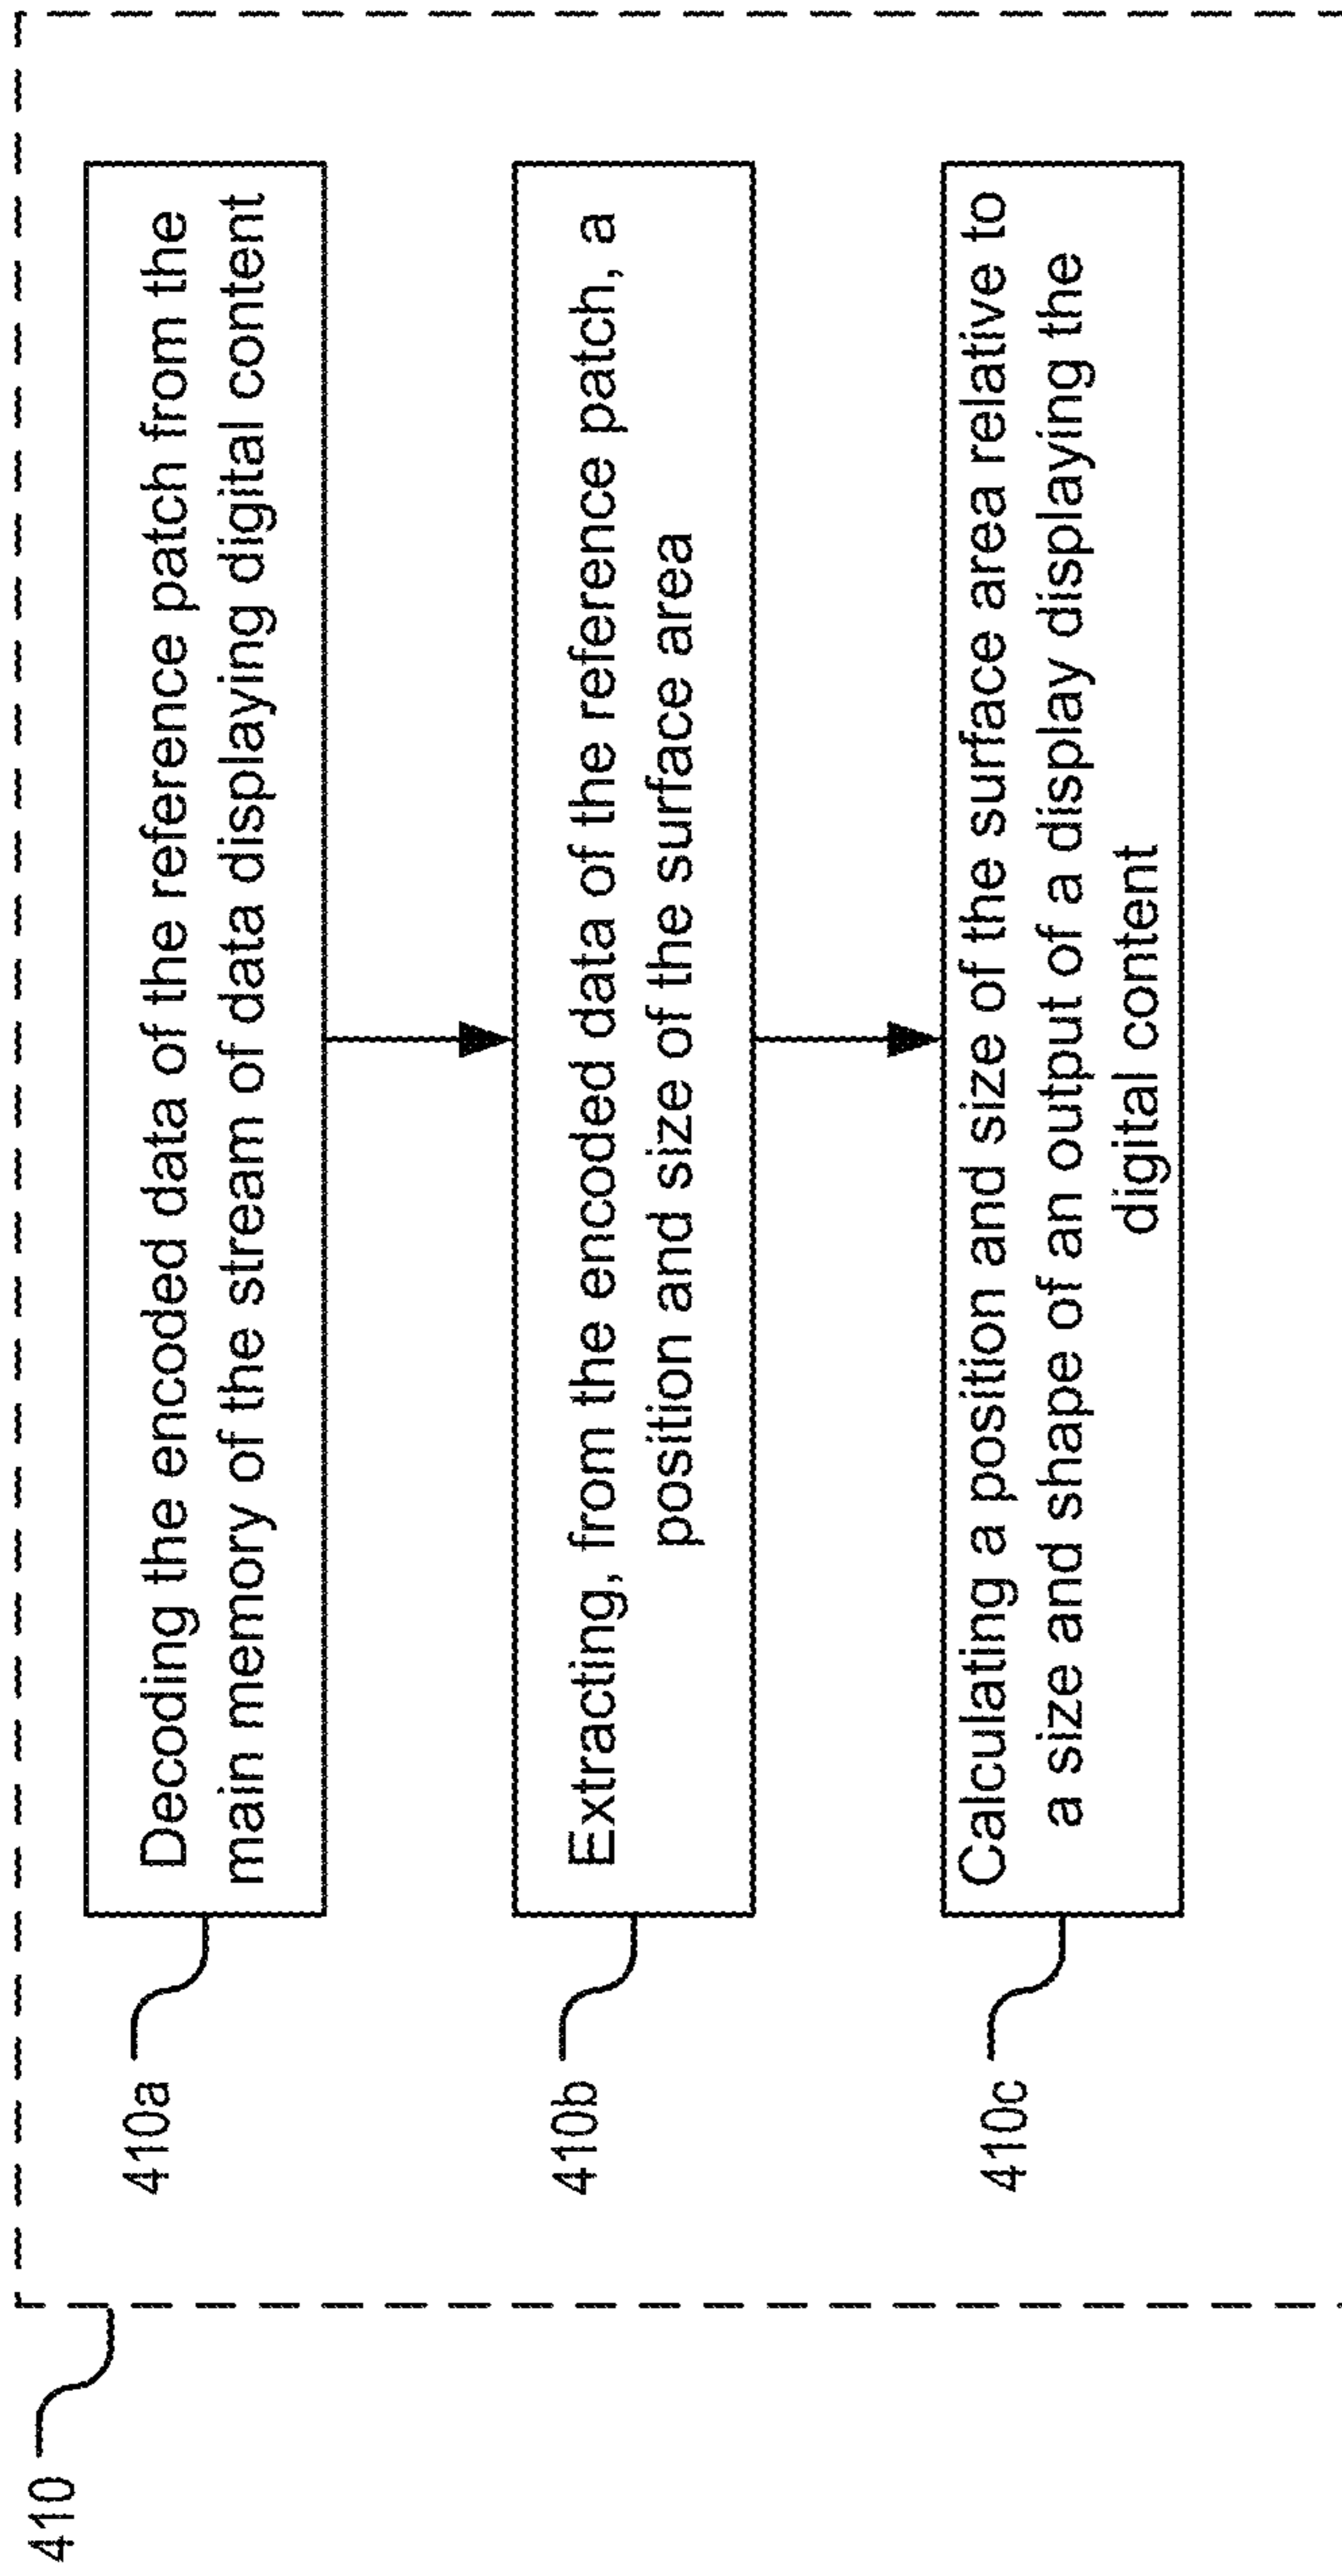 410
410a
Decoding the encoded data of the reference patch from the
main memory of the stream of data displaying digital content
410b
Extracting, from the encoded data of the reference patch, a
position and size of the surface area
410c
Calculating a position and size of the surface area relative to
a size and shape of an output of a display displaying the
digital content